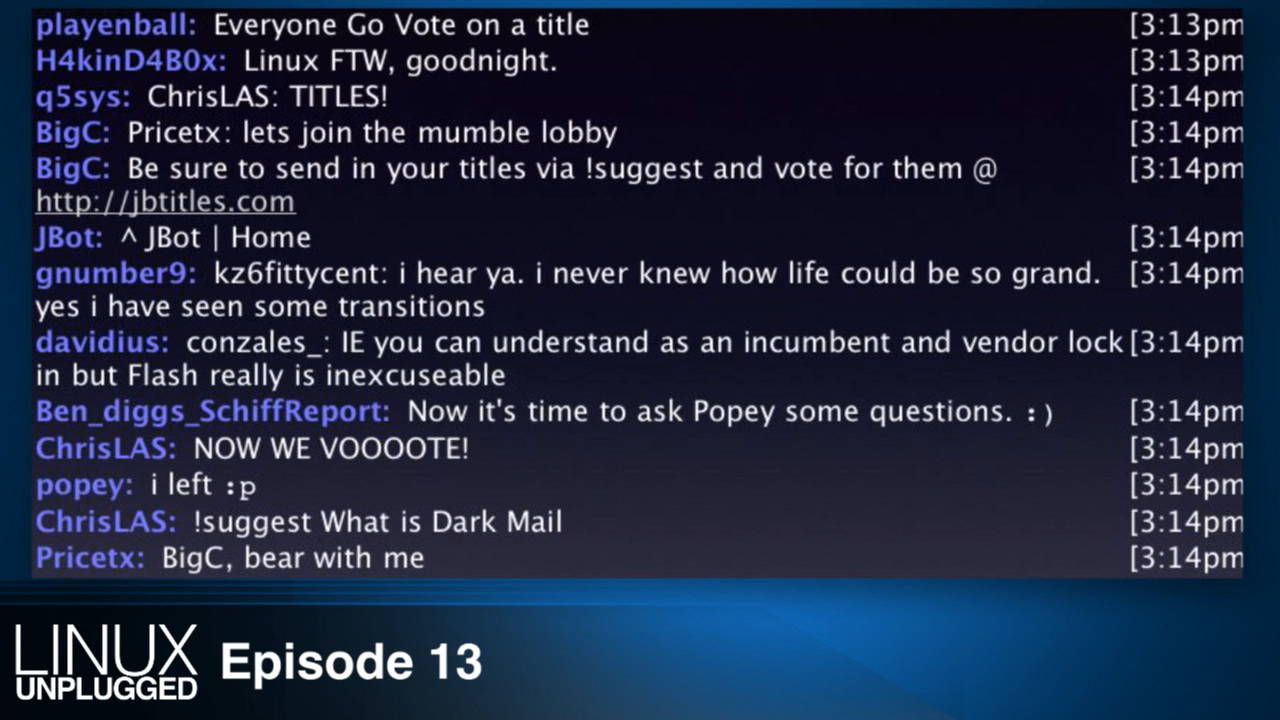 playenball: Everyone Go Vote on a title [3:13pm
H4kinD4B0x: Linux FTW, goodnight. [3:13pm
q5sys: ChrisLAS: TITLES! [3:14pm
BigC: Pricetx: lets join the mumble lobby [3:14pm
BigC: Be sure to send in your titles via !suggest and vote for them @ [3:14pm
http://jbtitles.com
JBot: ^ JBot | Home [3:14pm
gnumber9: kz6fittycent: i hear ya. i never knew how life could be so grand. [3:14pm
yes i have seen some transitions
davidius: conzales_: IE you can understand as an incumbent and vendor lock [3:14pm
in but Flash really is inexcuseable
Ben_diggs_SchiffReport: Now it's time to ask Popey some questions. :) [3:14pm
ChrisLAS: NOW WE VOOOOTE! [3:14pm
popey: i left :p [3:14pm
ChrisLAS: !suggest What is Dark Mail [3:14pm
Pricetx: BigC, bear with me [3:14pm
LINUX
UNPLUGGED
Episode 13